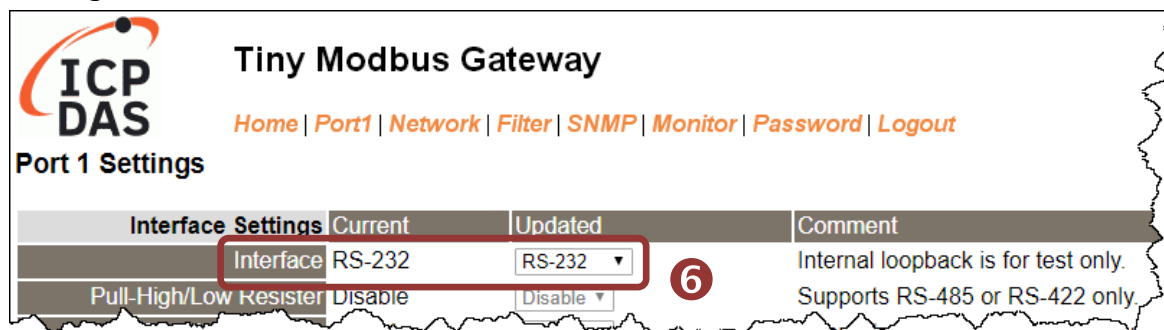 ICP
DAS
Tiny Modbus Gateway
Home | Port1 | Network | Filter | SNMP | Monitor | Password | Logout
Port 1 Settings
Interface Settings Current Updated Comment
Interface RS-232 RS-232 ▼ Internal loopback is for test only.
6
Pull-High/Low Resister Disable Disable ▼ Supports RS-485 or RS-422 only.